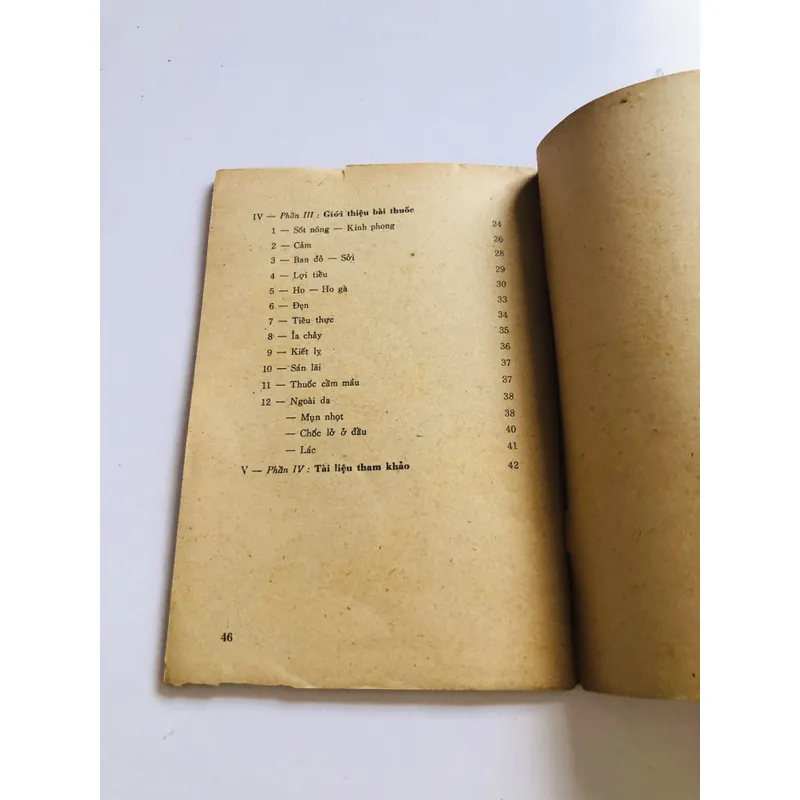 IV — Phần III : Giới thiệu bài thuốc
1 — Sốt nóng — Kinh phong 24
2 — Cảm 26
3 — Ban đỏ — Sởi 28
4 — Lợi tiểu 29
5 — Ho — Ho gà 30
6 — Đẹn 33
7 — Tiêu thực 34
8 — Ỉa chảy 35
9 — Kiết lỵ 36
10 — Sán lãi 37
11 — Thuốc cầm máu 37
12 — Ngoài da 38
— Mụn nhọt 38
— Chốc lở ở đầu 40
— Lác 41
V — Phần IV : Tài liệu tham khảo 42
46